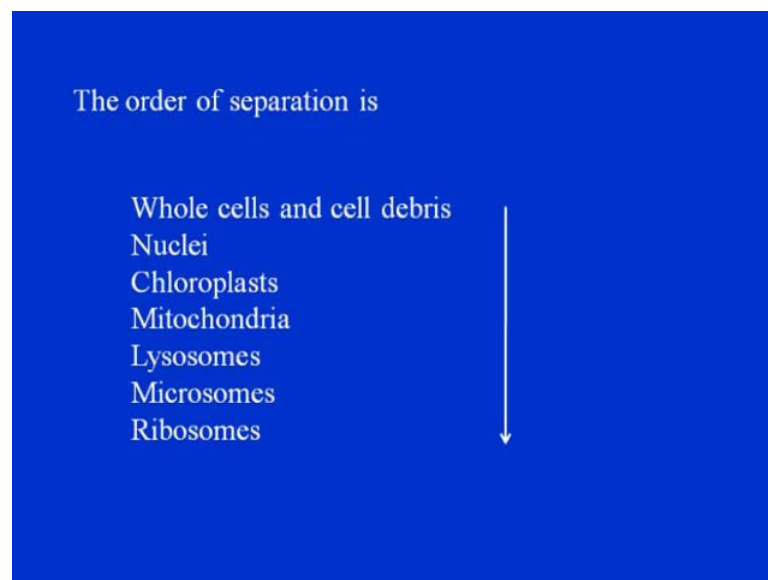 The order of separation is
Whole cells and cell debris
Nuclei
Chloroplasts
Mitochondria
Lysosomes
Microsomes
Ribosomes